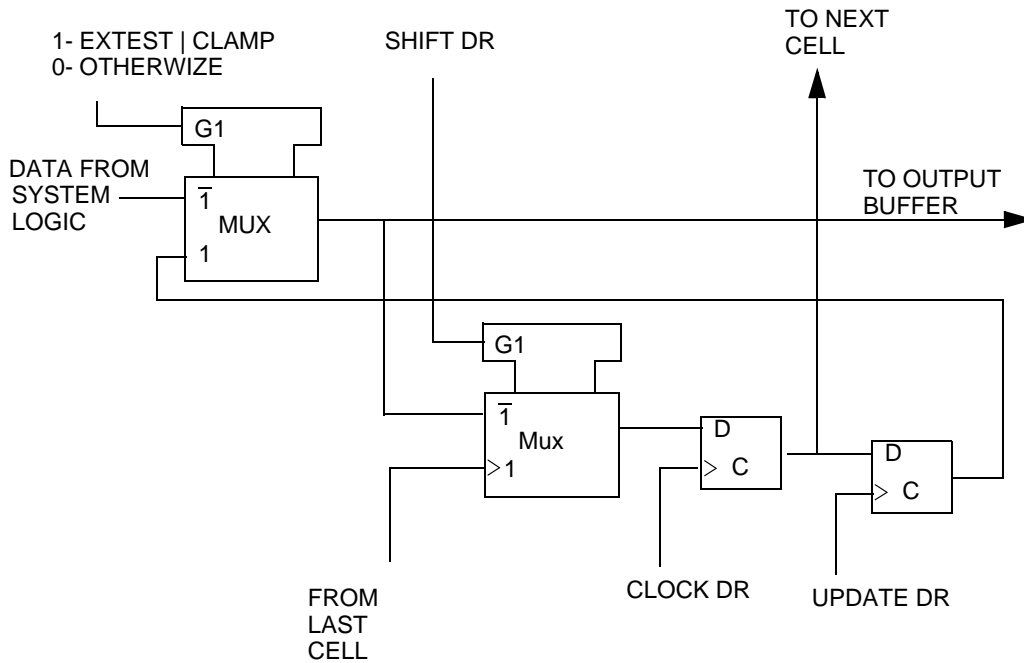 1- EXTEST | CLAMP
0- OTHERWIZE
SHIFT DR
TO NEXT
CELL
G1
DATA FROM
SYSTEM
LOGIC
1̅
MUX
1
TO OUTPUT
BUFFER
G1
1̅
Mux
1
D
C
D
C
FROM
LAST
CELL
CLOCK DR
UPDATE DR